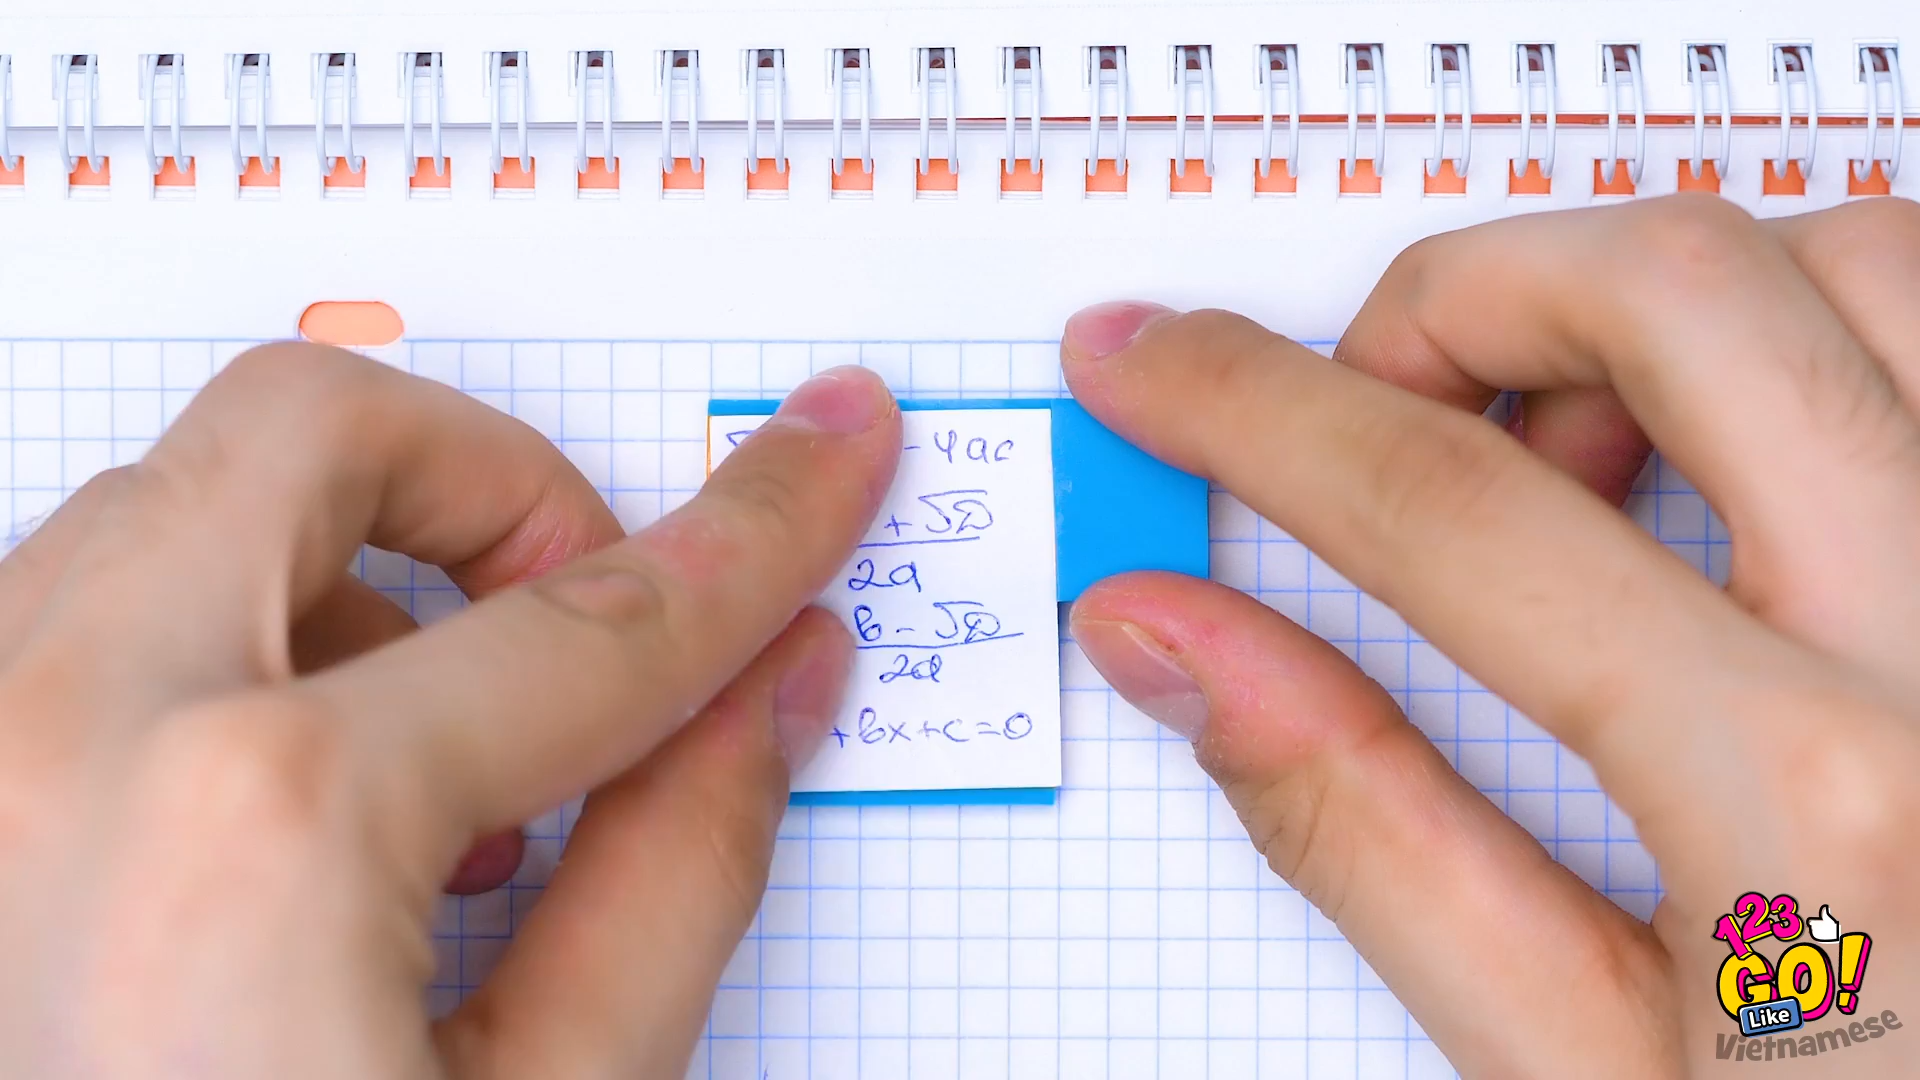 - 4ac
+ √D
2a
b - √D
2a
+bx+c=0
123
GO!
Like
Vietnamese